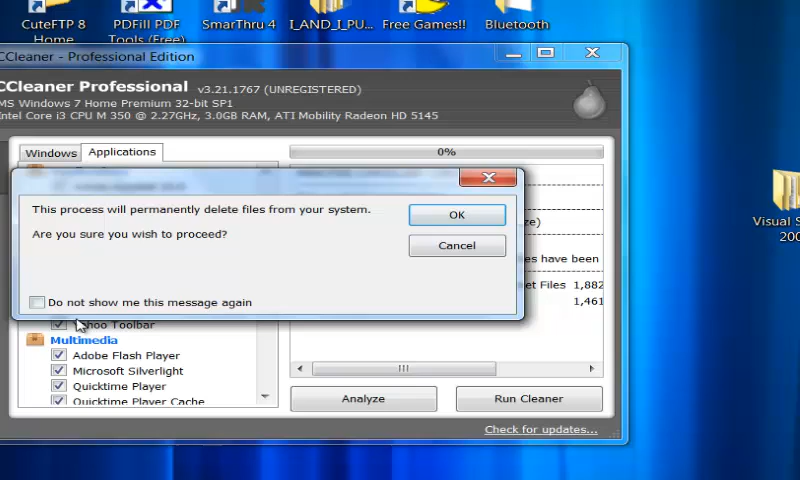 CuteFTP 8 Home
PDFill PDF Tools (Free)
SmarThru 4
I_AND_I_PU...
Free Games!!
Bluetooth
CCleaner - Professional Edition
CCleaner Professional v3.21.1767 (UNREGISTERED)
MS Windows 7 Home Premium 32-bit SP1
Intel Core i3 CPU M 350 @ 2.27GHz, 3.0GB RAM, ATI Mobility Radeon HD 5145
Windows
Applications
0%
This process will permanently delete files from your system.
Are you sure you wish to proceed?
OK
Cancel
Do not show me this message again
have been
Files 1,882
1,461
Toolbar
Multimedia
Adobe Flash Player
Microsoft Silverlight
Quicktime Player
Quicktime Player Cache
Analyze
Run Cleaner
Check for updates...
Visual S
200